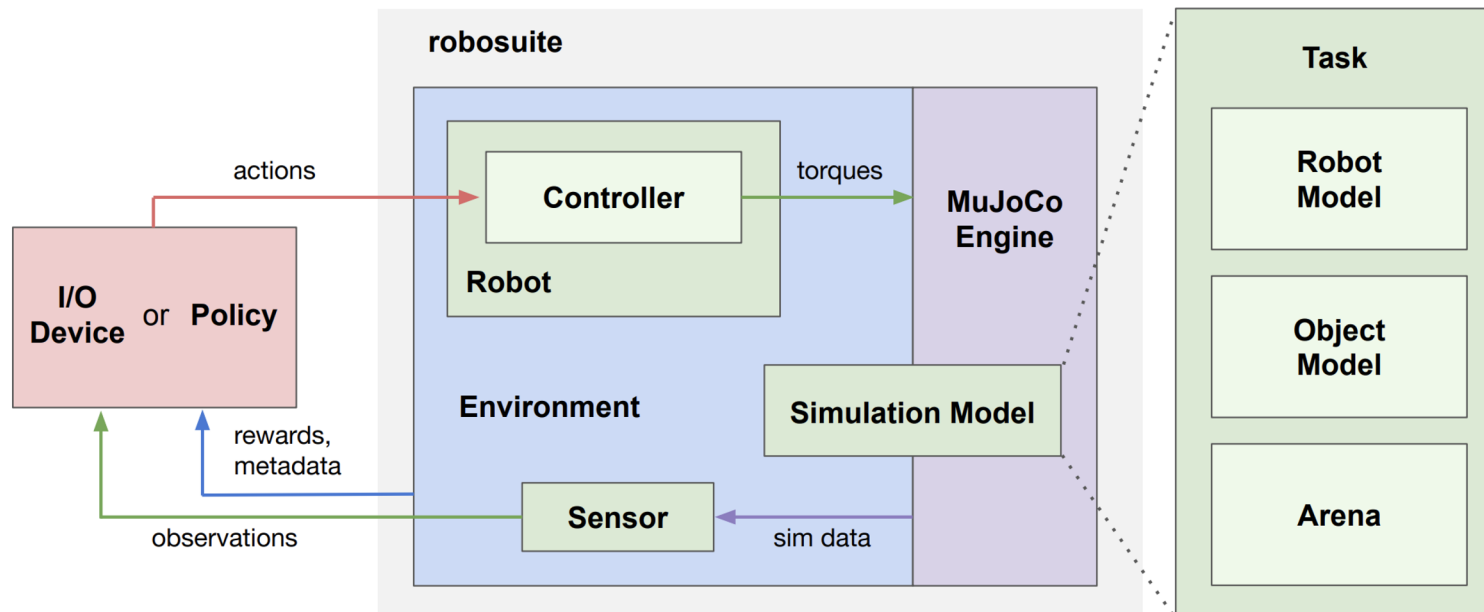 robosuite
Task
actions
Controller
torques
MuJoCo
Engine
Robot
Robot
Model
I/O
Device
or
Policy
Environment
Simulation Model
Object
Model
rewards,
metadata
Sensor
sim data
observations
Arena